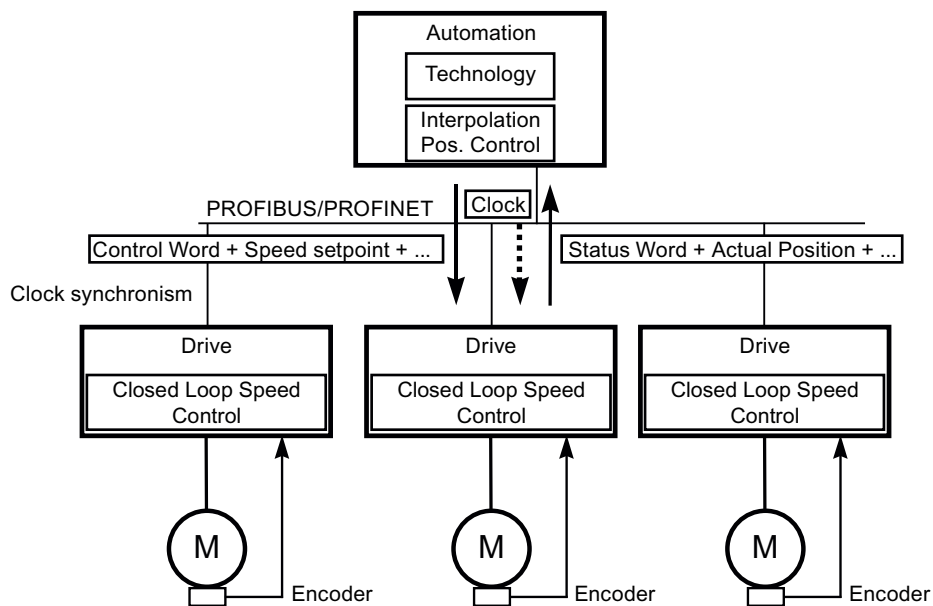 Automation
Technology
Interpolation
Pos. Control
PROFIBUS/PROFINET
Clock
Control Word + Speed setpoint + ...
Status Word + Actual Position + ...
Clock synchronism
Drive
Closed Loop Speed
Control
Drive
Closed Loop Speed
Control
Drive
Closed Loop Speed
Control
M
M
M
Encoder
Encoder
Encoder